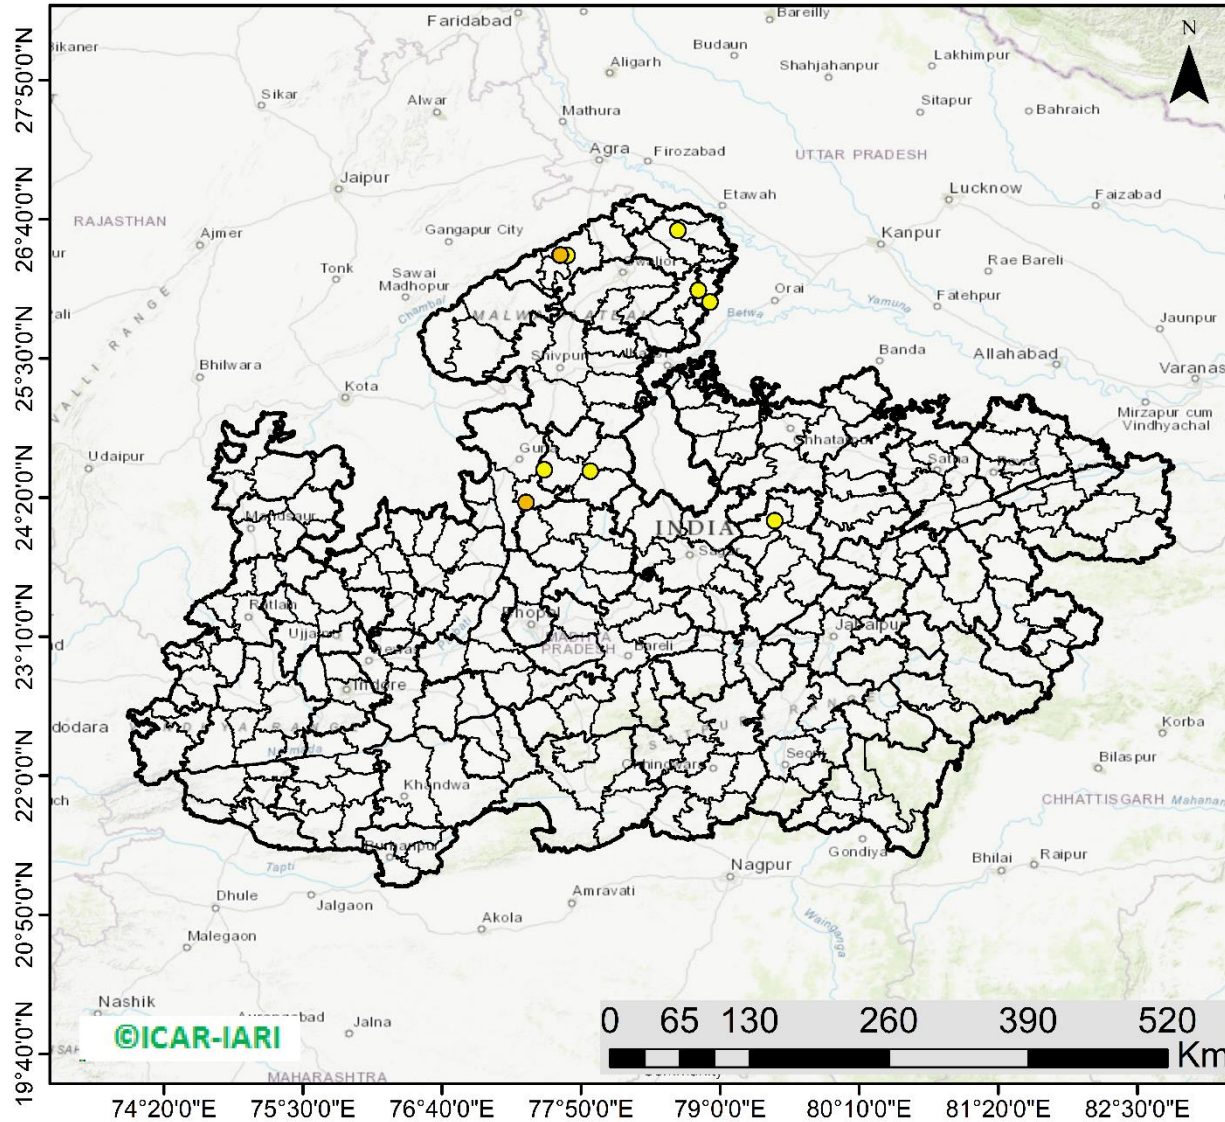 Faridabad
Bareilly
Bikaner
Budaun
Aligarh
Lakhimpur
Shahjahanpur
N
27°50'0"N
Sikar
Alwar
Mathura
Sitapur
Bahraich
Agra
Firozabad
UTTAR PRADESH
Jaipur
Etawah
Lucknow
Faizabad
26°40'0"N
RAJASTHAN
Ajmer
Gangapur City
Kanpur
Tonk
Sawai
Madhopur
Gwalior
Rae Bareli
Orai
Fatehpur
Chambal
Yamuna
Betwa
Jaunpur
25°30'0"N
Bhilwara
Kota
Banda
Allahabad
Varanas
Mirzapur cum
Vindhyachal
Udaipur
Guna
Satna
24°20'0"N
Mandsaur
INDIA
Sagar
Ratlam
Bhopal
Jabalpur
23°10'0"N
Ujjain
MADHYA
PRADESH
Bareli
Indore
dodara
Narmada
SATPURA RANGE
Korba
22°0'0"N
Chhindwara
Seoni
Bilaspur
Khandwa
CHHATTISGARH
Mahanan
Burhanpur
Tapti
Gondiya
Nagpur
Bhilai
Raipur
20°50'0"N
Dhule
Jalgaon
Amravati
Akola
Malegaon
Wainganga
Nashik
Jalna
©ICAR-IARI
0 65 130 260 390 520
Km
19°40'0"N
MAHARASHTRA
74°20'0"E 75°30'0"E 76°40'0"E 77°50'0"E 79°0'0"E 80°10'0"E 81°20'0"E 82°30'0"E